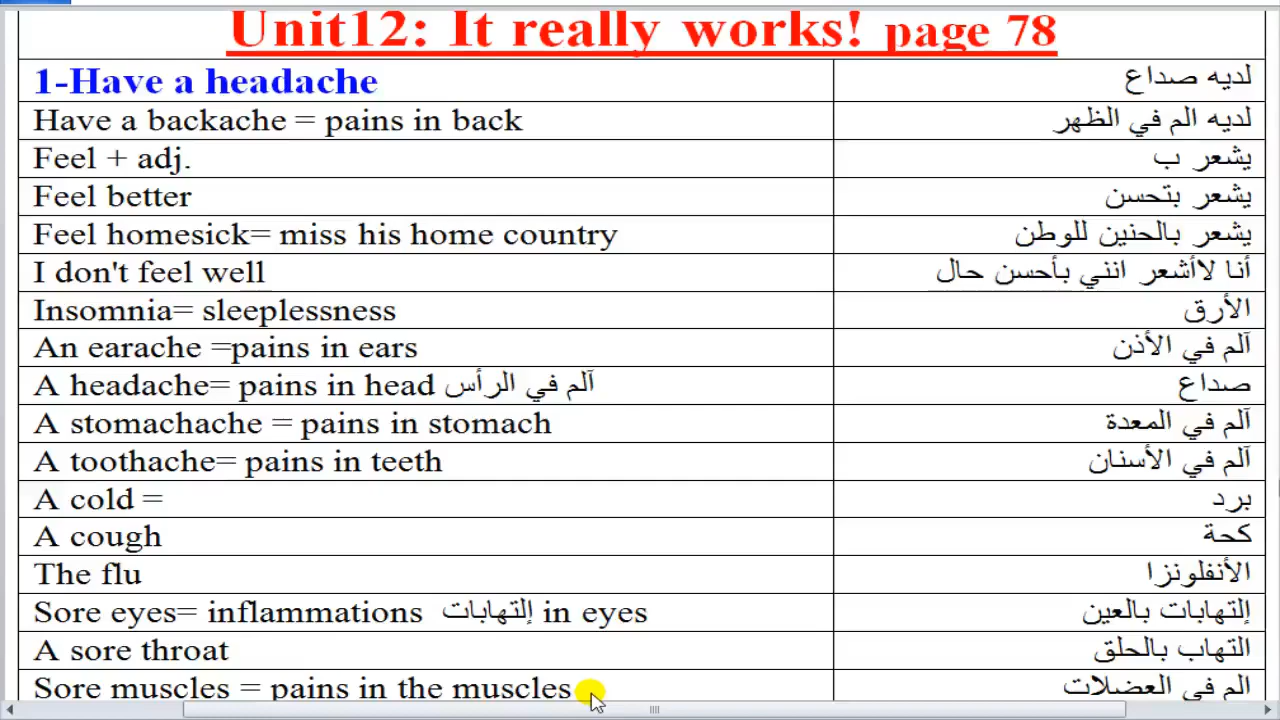 Unit12: It really works! page 78
1-Have a headache لديه صداع
Have a backache = pains in back لديه الم في الظهر
Feel + adj. يشعر ب
Feel better يشعر بتحسن
Feel homesick= miss his home country يشعر بالحنين للوطن
I don't feel well أنا لاأشعر انني بأحسن حال
Insomnia= sleeplessness الأرق
An earache =pains in ears آلم في الأذن
A headache= pains in head آلم في الرأس صداع
A stomachache = pains in stomach آلم في المعدة
A toothache= pains in teeth آلم في الأسنان
A cold = برد
A cough كحة
The flu الأنفلونزا
Sore eyes= inflammations إلتهابات in eyes إلتهابات بالعين
A sore throat التهاب بالحلق
Sore muscles = pains in the muscles الم في العضلات